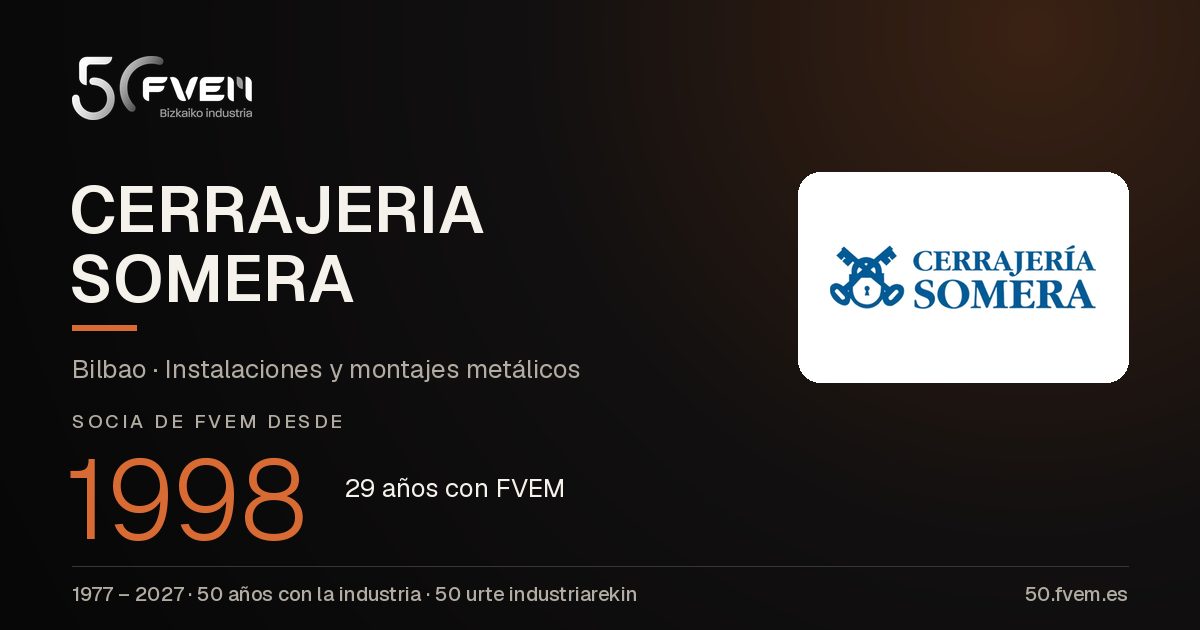 50 FVEM
Bizkaiko industria
CERRAJERIA
SOMERA
CERRAJERÍA
SOMERA
Bilbao · Instalaciones y montajes metálicos
SOCIA DE FVEM DESDE
1998
29 años con FVEM
1977 – 2027 · 50 años con la industria · 50 urte industriarekin
50.fvem.es